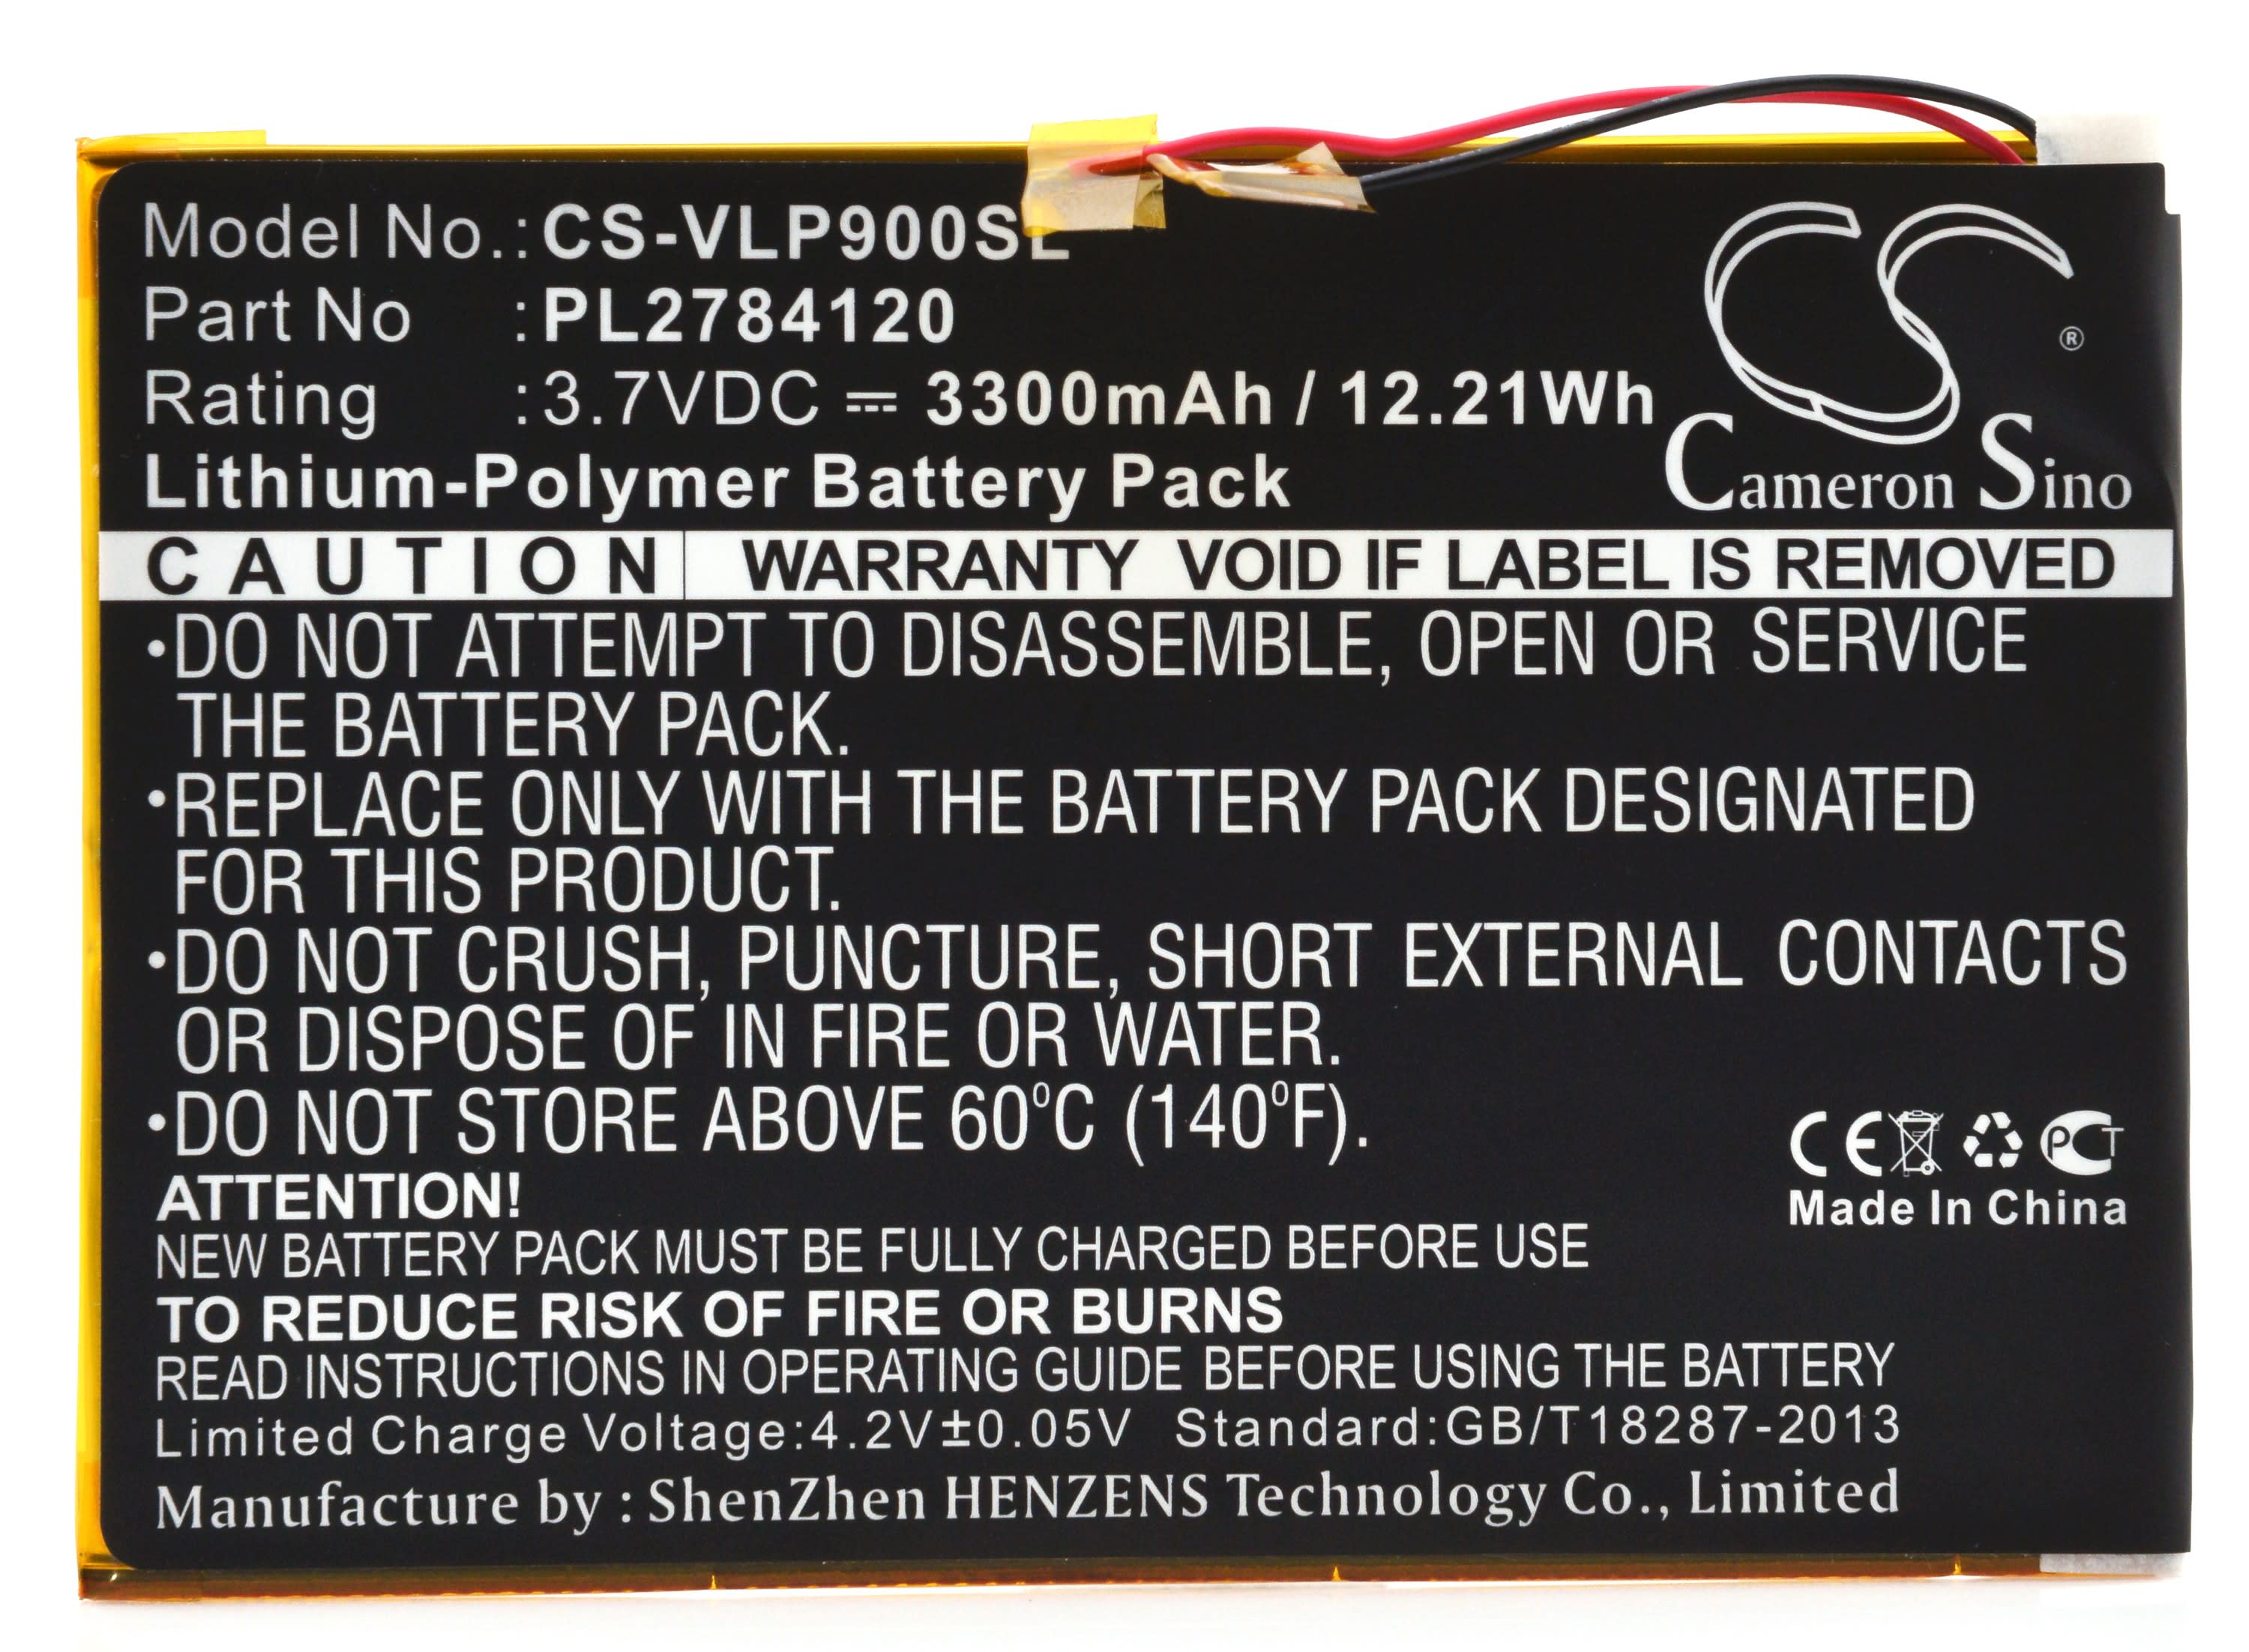 Model No.:CS-VLP900SL
Part No :PL2784120
Rating :3.7VDC ⎓ 3300mAh / 12.21Wh
Lithium-Polymer Battery Pack
CS
®
Cameron Sino
CAUTION WARRANTY VOID IF LABEL IS REMOVED
•DO NOT ATTEMPT TO DISASSEMBLE, OPEN OR SERVICE
THE BATTERY PACK.
•REPLACE ONLY WITH THE BATTERY PACK DESIGNATED
FOR THIS PRODUCT.
•DO NOT CRUSH, PUNCTURE, SHORT EXTERNAL CONTACTS
OR DISPOSE OF IN FIRE OR WATER.
•DO NOT STORE ABOVE 60°C (140°F).
CE PCT
Made In China
ATTENTION!
NEW BATTERY PACK MUST BE FULLY CHARGED BEFORE USE
TO REDUCE RISK OF FIRE OR BURNS
READ INSTRUCTIONS IN OPERATING GUIDE BEFORE USING THE BATTERY
Limited Charge Voltage:4.2V±0.05V Standard:GB/T18287-2013
Manufacture by : ShenZhen HENZENS Technology Co., Limited